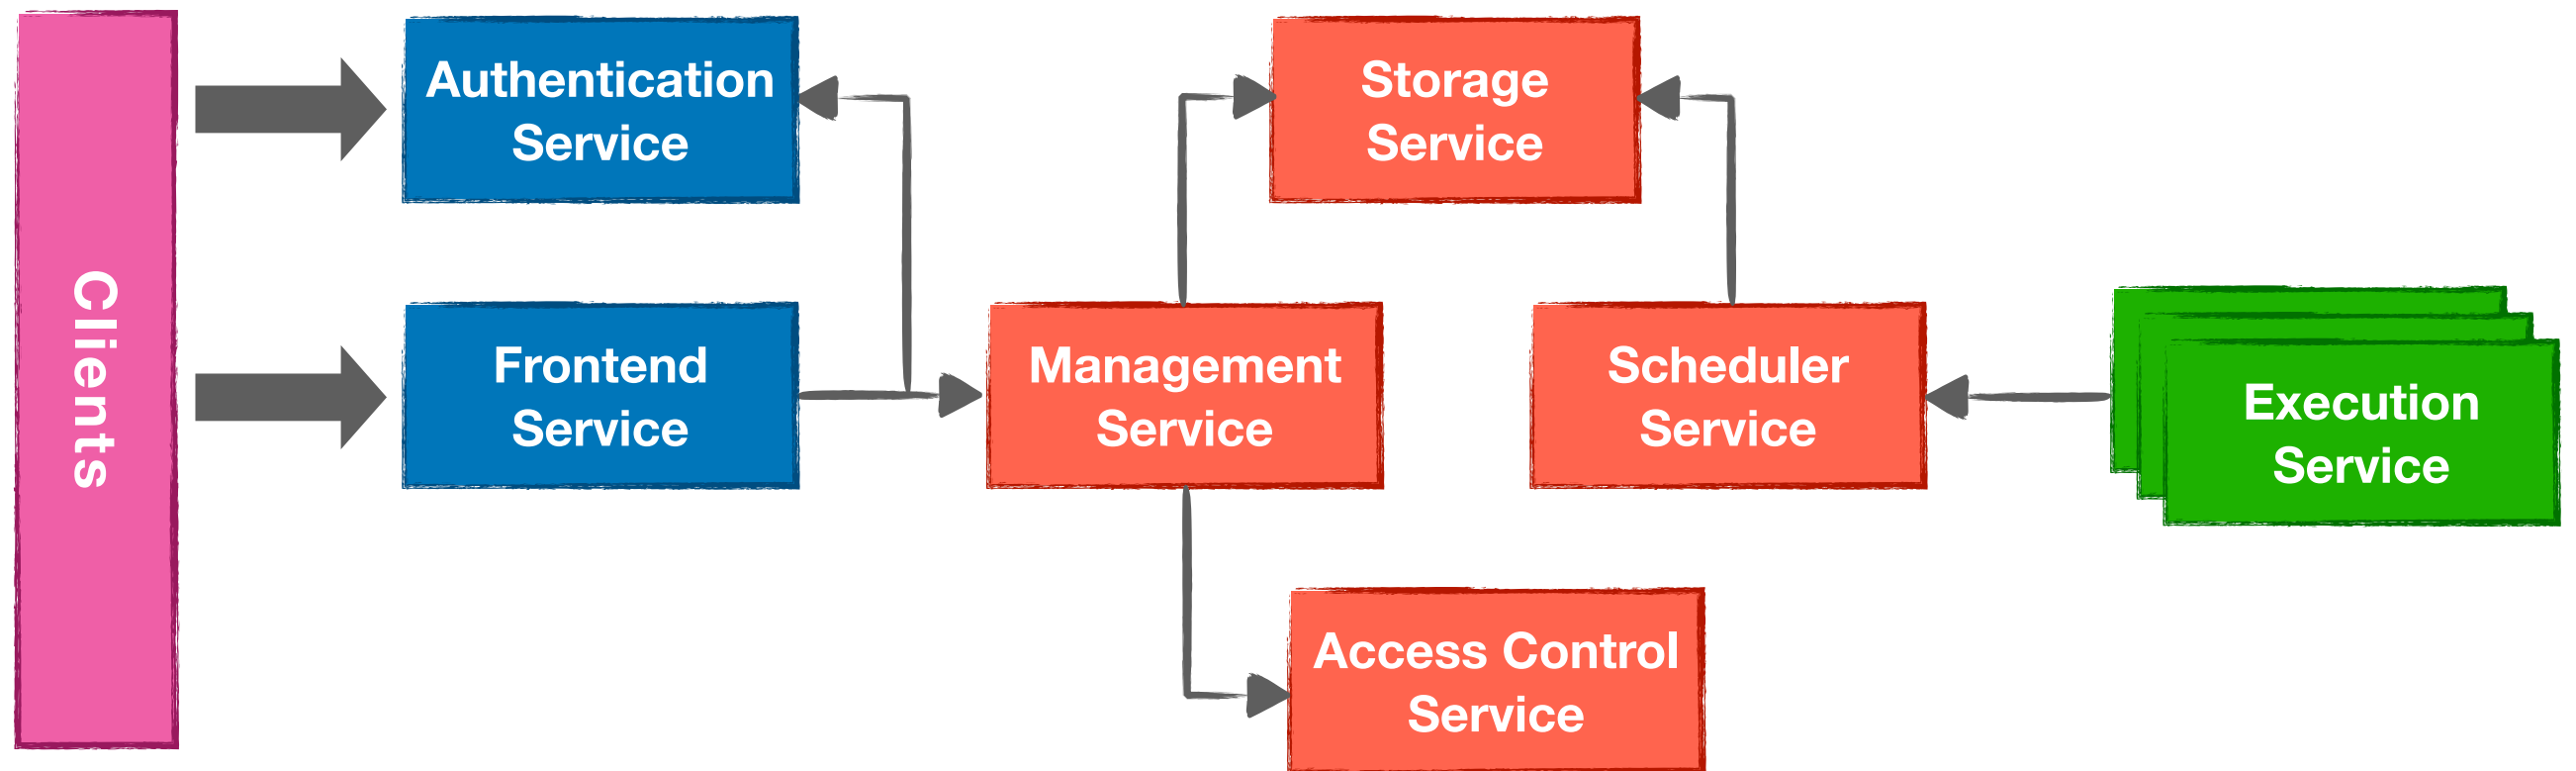 Clients
Authentication
Service
Frontend
Service
Storage
Service
Management
Service
Scheduler
Service
Execution
Service
Access Control
Service